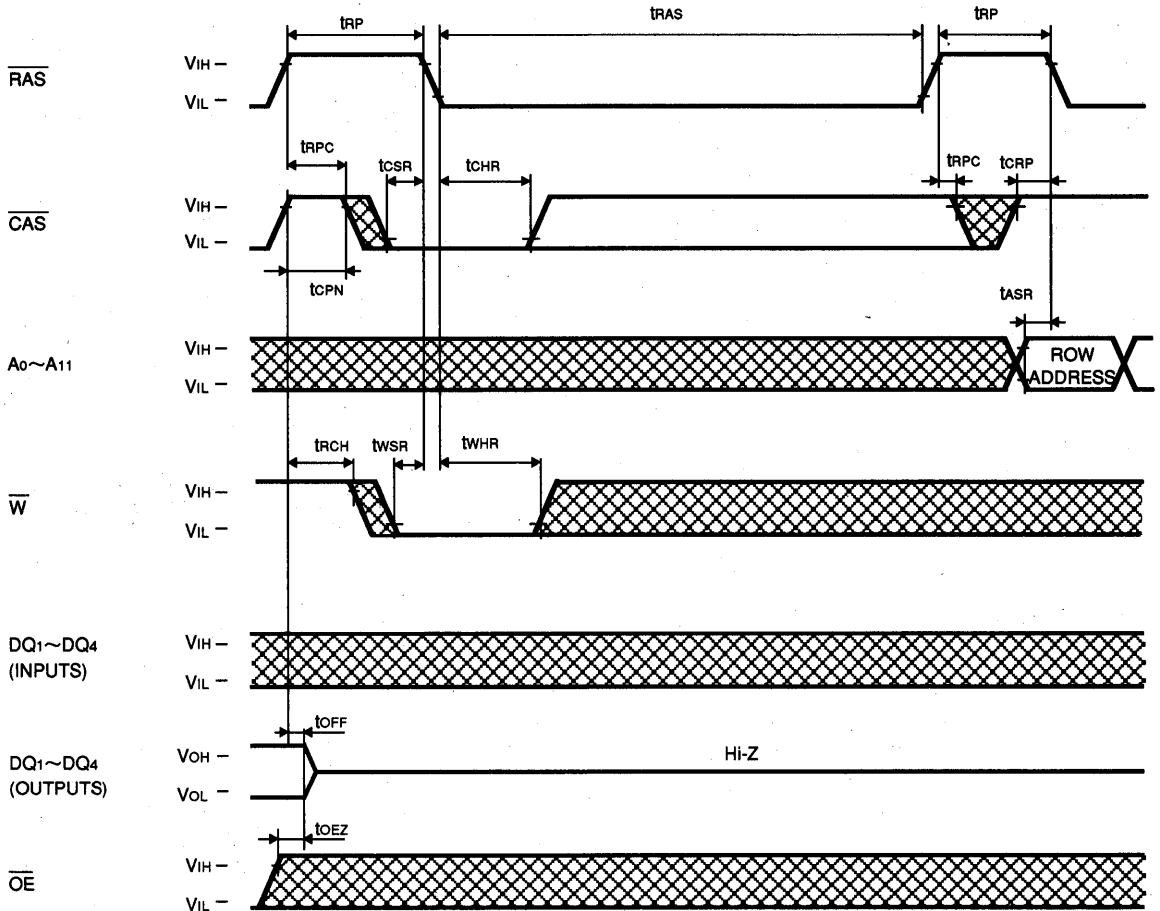 tRP
tRAS
tRP
RAS
VIH
VIL
tRPC
tCSR
tCHR
tRPC
tCRP
CAS
VIH
VIL
tCPN
tASR
A0~A11
VIH
VIL
ROW
ADDRESS
tRCH
tWSR
tWHR
W
VIH
VIL
DQ1~DQ4
(INPUTS)
VIH
VIL
tOFF
DQ1~DQ4
(OUTPUTS)
VOH
VOL
Hi-Z
tOEZ
OE
VIH
VIL